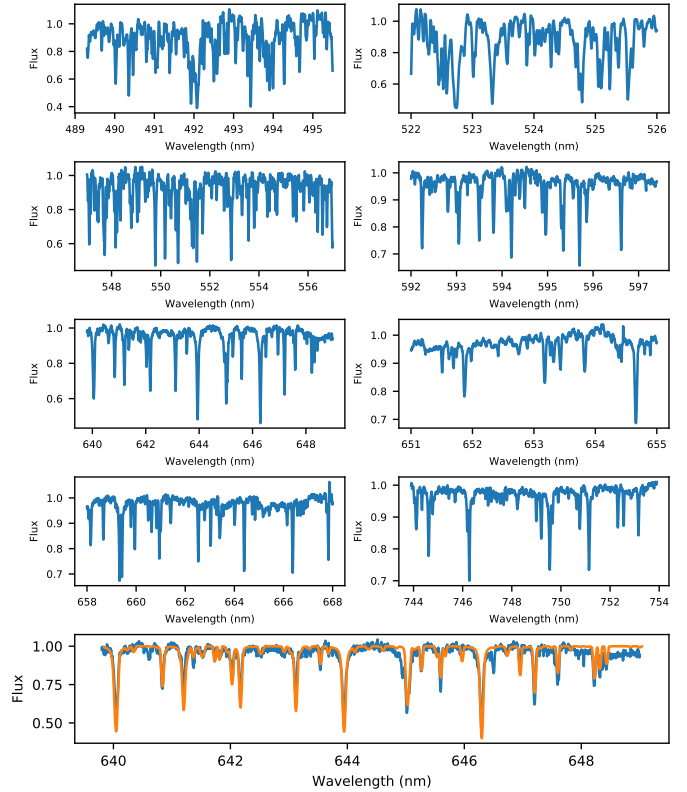 1.0
0.8
0.6
0.4
Flux
489 490 491 492 493 494 495
Wavelength (nm)
1.0
0.8
0.6
Flux
522 523 524 525 526
Wavelength (nm)
1.0
0.8
0.6
Flux
548 550 552 554 556
Wavelength (nm)
1.0
0.9
0.8
0.7
Flux
592 593 594 595 596 597
Wavelength (nm)
1.0
0.8
0.6
Flux
640 642 644 646 648
Wavelength (nm)
1.0
0.9
0.8
0.7
Flux
651 652 653 654 655
Wavelength (nm)
1.0
0.9
0.8
0.7
Flux
658 660 662 664 666 668
Wavelength (nm)
1.0
0.9
0.8
0.7
Flux
744 746 748 750 752 754
Wavelength (nm)
1.00
0.75
0.50
Flux
640 642 644 646 648
Wavelength (nm)